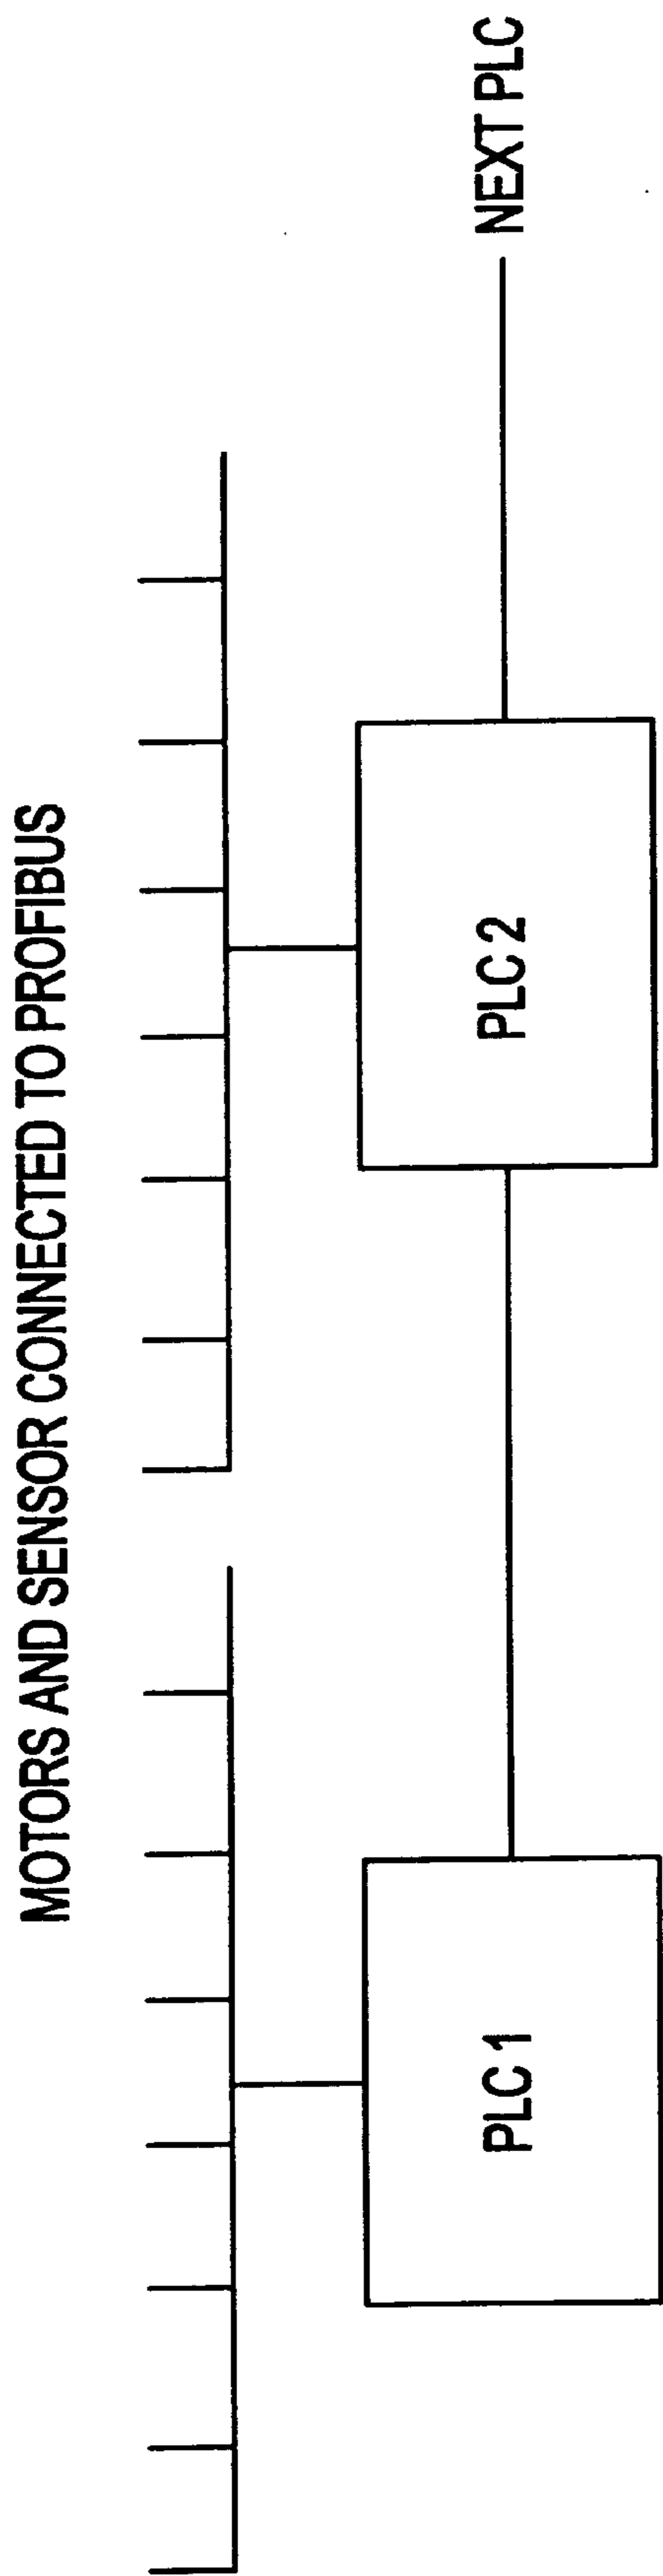 MOTORS AND SENSOR CONNECTED TO PROFIBUS
PLC 1
PLC 2
NEXT PLC